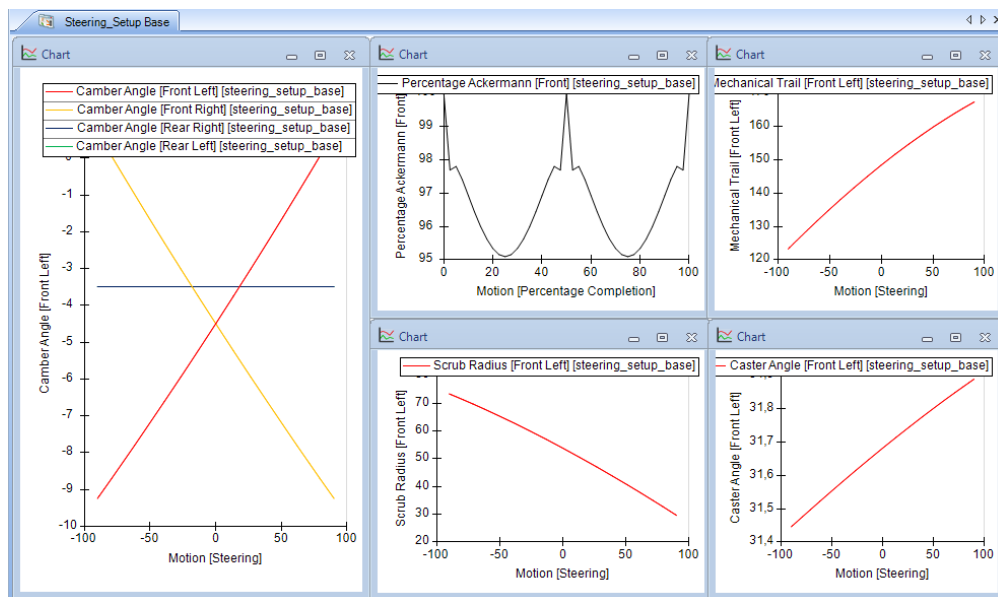 Steering_Setup Base
Chart
Camber Angle [Front Left] [steering_setup_base]
Camber Angle [Front Right] [steering_setup_base]
Camber Angle [Rear Right] [steering_setup_base]
Camber Angle [Rear Left] [steering_setup_base]
Camber Angle [Front Left]
-1
-2
-3
-4
-5
-6
-7
-8
-9
-10
-100
-50
0
50
100
Motion [Steering]
Chart
Percentage Ackermann [Front] [steering_setup_base]
Percentage Ackermann [Front]
99
98
97
96
95
0
20
40
60
80
100
Motion [Percentage Completion]
Chart
Mechanical Trail [Front Left] [steering_setup_base]
Mechanical Trail [Front Left]
160
150
140
130
120
-100
-50
0
50
100
Motion [Steering]
Chart
Scrub Radius [Front Left] [steering_setup_base]
Scrub Radius [Front Left]
70
60
50
40
30
20
-100
-50
0
50
100
Motion [Steering]
Chart
Caster Angle [Front Left] [steering_setup_base]
Caster Angle [Front Left]
31,8
31,7
31,6
31,5
31,4
-100
-50
0
50
100
Motion [Steering]